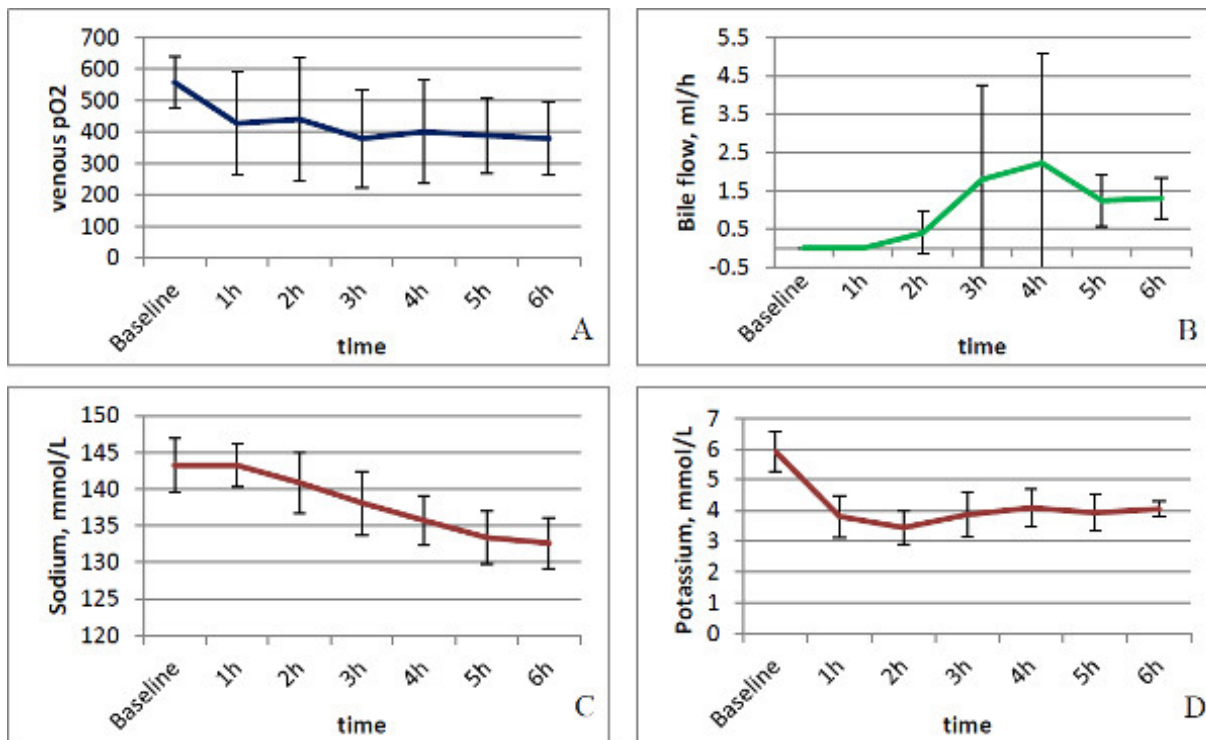 700
600
500
400
300
200
100
0
venous pO2
Baseline
1h
2h
3h
4h
5h
6h
time
A
5.5
4.5
3.5
2.5
1.5
0.5
-0.5
Bile flow, ml/h
Baseline
1h
2h
3h
4h
5h
6h
time
B
150
145
140
135
130
125
120
Sodium, mmol/L
Baseline
1h
2h
3h
4h
5h
6h
time
C
7
6
5
4
3
2
1
0
Potassium, mmol/L
Baseline
1h
2h
3h
4h
5h
6h
time
D